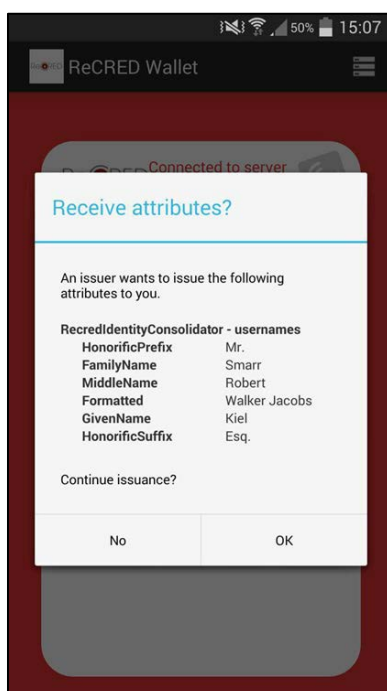 50% 15:07
ReCRED ReCRED Wallet
Connected to server
Receive attributes?
An issuer wants to issue the following
attributes to you.
RecredIdentityConsolidator - usernames
HonorificPrefix Mr.
FamilyName Smarr
MiddleName Robert
Formatted Walker Jacobs
GivenName Kiel
HonorificSuffix Esq.
Continue issuance?
No OK